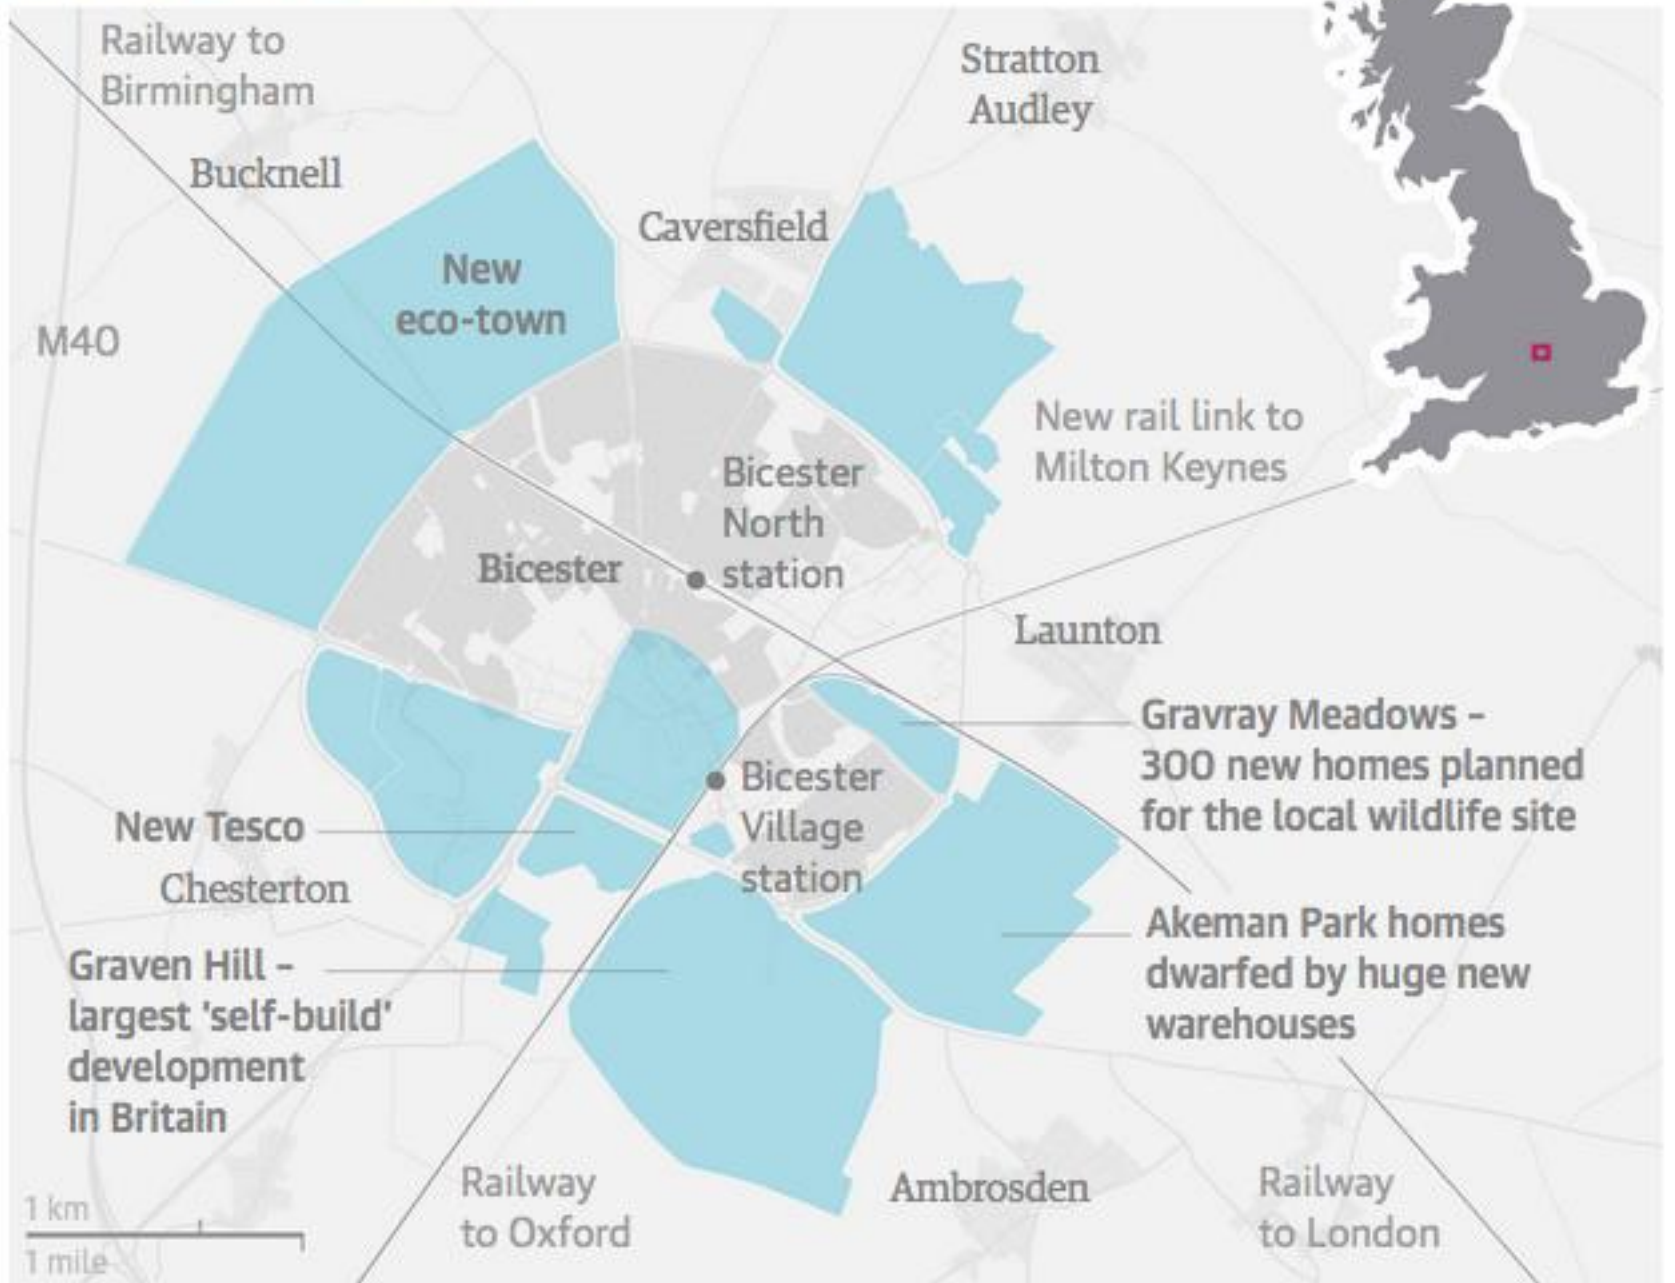 Railway to
Birmingham
Stratton
Audley
Bucknell
Caversfield
New
eco-town
M40
New rail link to
Milton Keynes
Bicester
North
station
Bicester
Launton
Gravray Meadows –
300 new homes planned
for the local wildlife site
Bicester
Village
station
New Tesco
Chesterton
Akeman Park homes
dwarfed by huge new
warehouses
Graven Hill –
largest 'self-build'
development
in Britain
Railway
to Oxford
Ambrosden
Railway
to London
1 km
1 mile